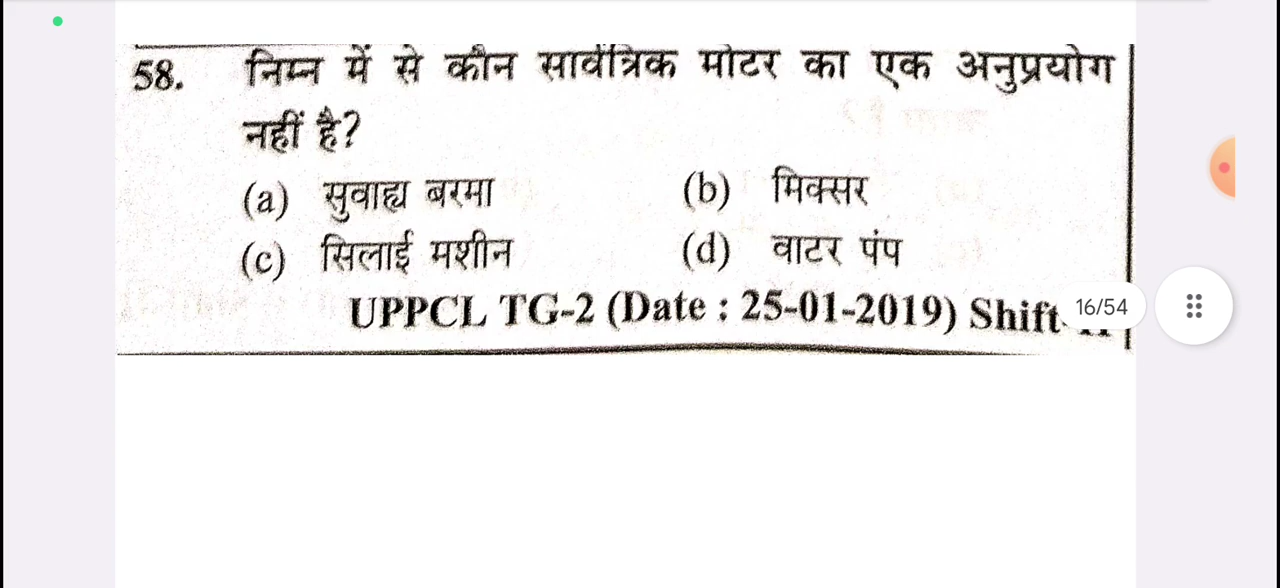 58. निम्न में से कौन सार्वत्रिक मोटर का एक अनुप्रयोग
नहीं है?
(a) सुवाह्य बरमा (b) मिक्सर
(c) सिलाई मशीन (d) वाटर पंप
UPPCL TG-2 (Date : 25-01-2019) Shift-
16/54